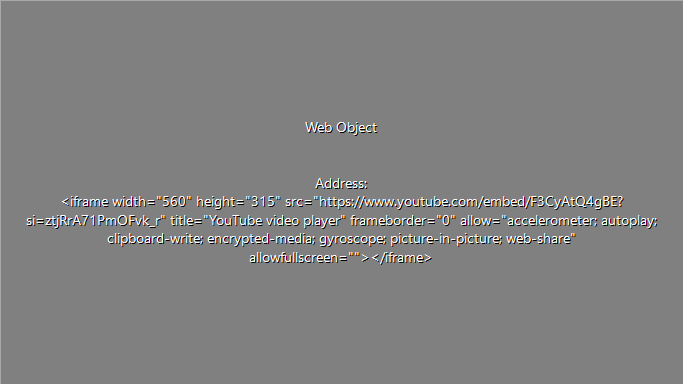 Web Object
Address:
<iframe width="560" height="315" src="https://www.youtube.com/embed/F3CyAtQ4gBE?
si=ztjRrA71PmOFvk_r" title="YouTube video player" frameborder="0" allow="accelerometer; autoplay;
clipboard-write; encrypted-media; gyroscope; picture-in-picture; web-share"
allowfullscreen=""></iframe>